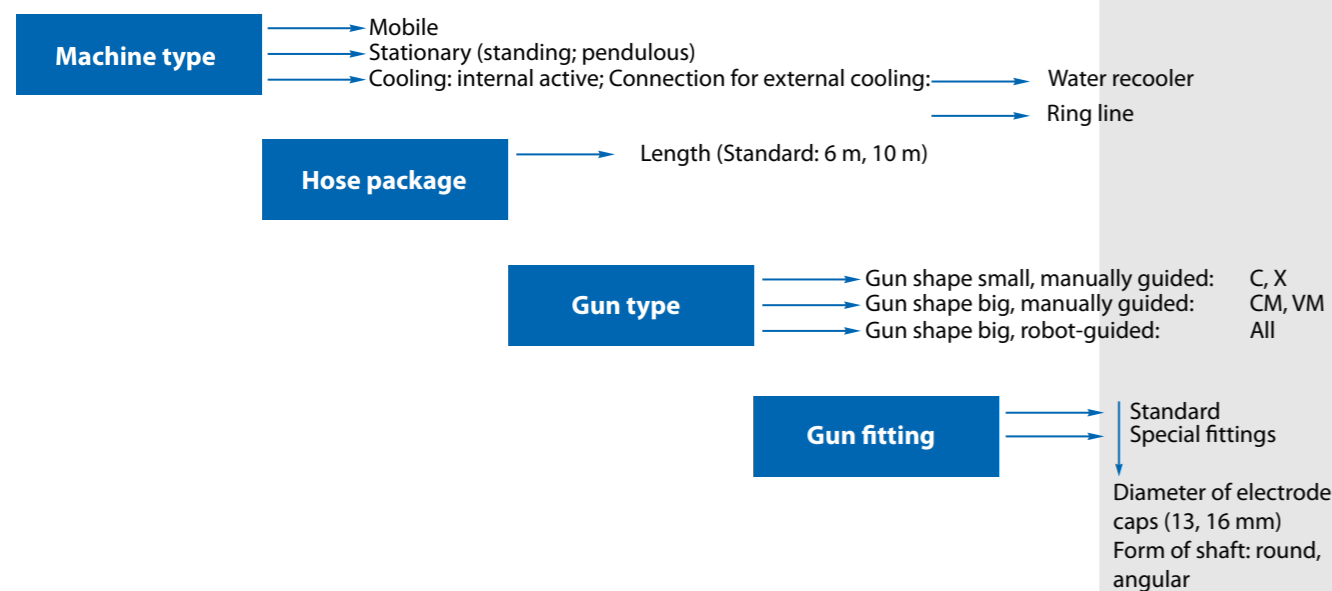 Machine type
Mobile
Stationary (standing; pendulous)
Cooling: internal active; Connection for external cooling:
Water recooler
Ring line
Hose package
Length (Standard: 6 m, 10 m)
Gun type
Gun shape small, manually guided: C, X
Gun shape big, manually guided: CM, VM
Gun shape big, robot-guided: All
Gun fitting
Standard
Special fittings
Diameter of electrode
caps (13, 16 mm)
Form of shaft: round,
angular